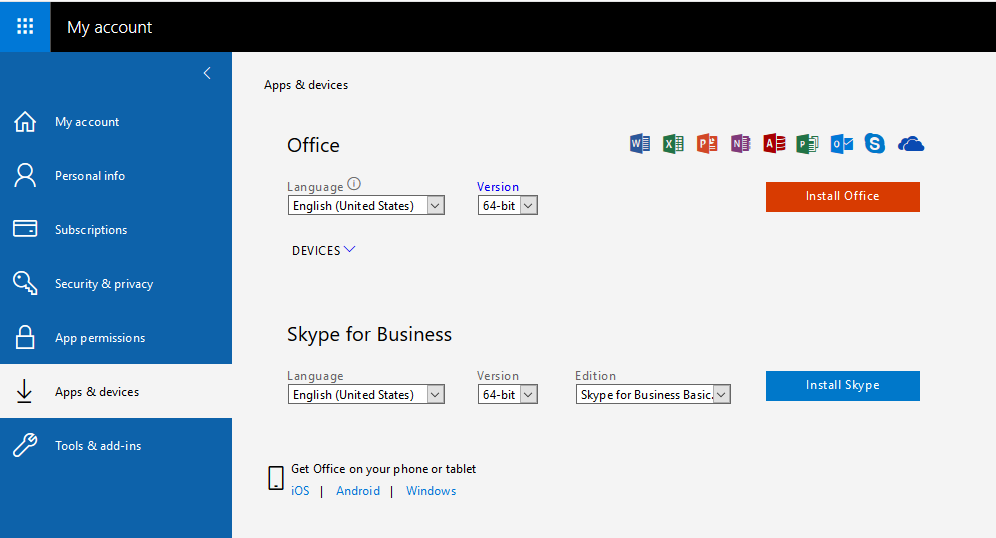 My account
My account
Personal info
Subscriptions
Security & privacy
App permissions
Apps & devices
Tools & add-ins
Apps & devices
Office
W X P N A P O S
Language i Version
English (United States) 64-bit
Install Office
DEVICES
Skype for Business
Language Version Edition
English (United States) 64-bit Skype for Business Basic.
Install Skype
Get Office on your phone or tablet
iOS | Android | Windows